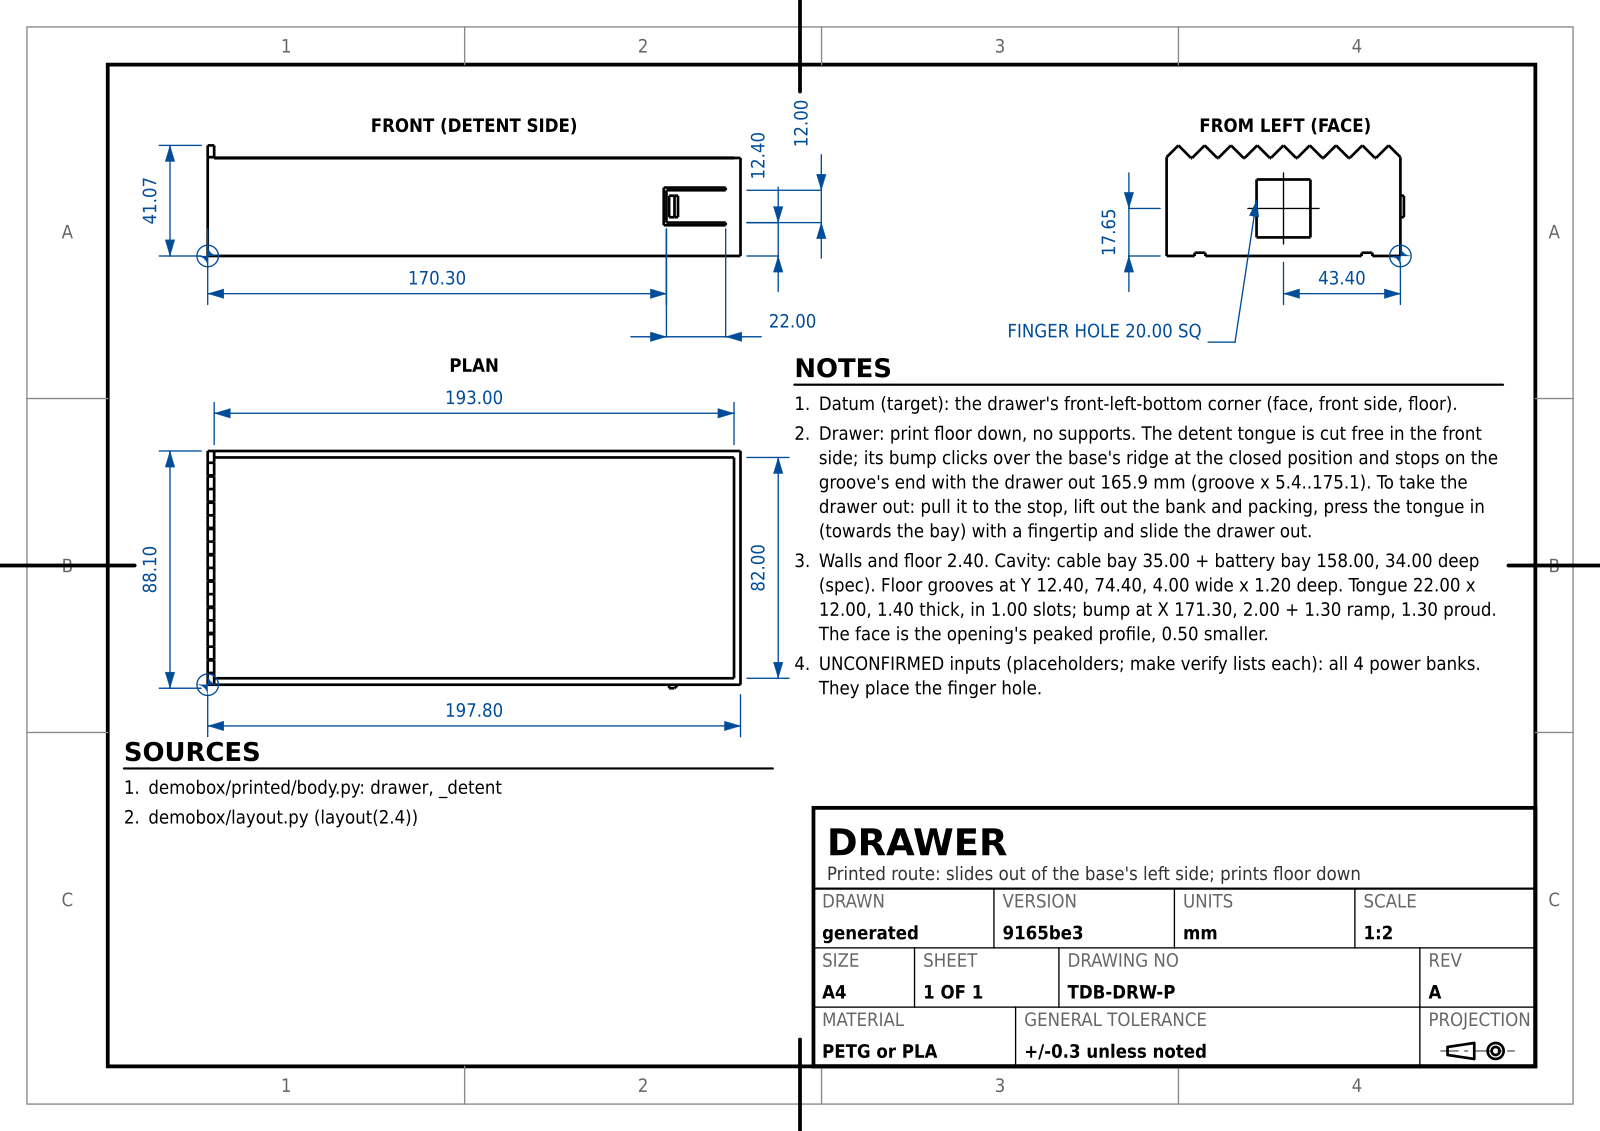 1 2 3 4
FRONT (DETENT SIDE)
FROM LEFT (FACE)
12.00
12.40
41.07
170.30
22.00
17.65
43.40
FINGER HOLE 20.00 SQ
A A
PLAN
193.00
88.10
82.00
197.80
B B
NOTES
1. Datum (target): the drawer's front-left-bottom corner (face, front side, floor).
2. Drawer: print floor down, no supports. The detent tongue is cut free in the front
side; its bump clicks over the base's ridge at the closed position and stops on the
groove's end with the drawer out 165.9 mm (groove x 5.4..175.1). To take the
drawer out: pull it to the stop, lift out the bank and packing, press the tongue in
(towards the bay) with a fingertip and slide the drawer out.
3. Walls and floor 2.40. Cavity: cable bay 35.00 + battery bay 158.00, 34.00 deep
(spec). Floor grooves at Y 12.40, 74.40, 4.00 wide x 1.20 deep. Tongue 22.00 x
12.00, 1.40 thick, in 1.00 slots; bump at X 171.30, 2.00 + 1.30 ramp, 1.30 proud.
The face is the opening's peaked profile, 0.50 smaller.
4. UNCONFIRMED inputs (placeholders; make verify lists each): all 4 power banks.
They place the finger hole.
SOURCES
1. demobox/printed/body.py: drawer, _detent
2. demobox/layout.py (layout(2.4))
C C
DRAWER
Printed route: slides out of the base's left side; prints floor down
DRAWN VERSION UNITS SCALE
generated 9165be3 mm 1:2
SIZE SHEET DRAWING NO REV
A4 1 OF 1 TDB-DRW-P A
MATERIAL GENERAL TOLERANCE PROJECTION
PETG or PLA +/-0.3 unless noted
1 2 3 4